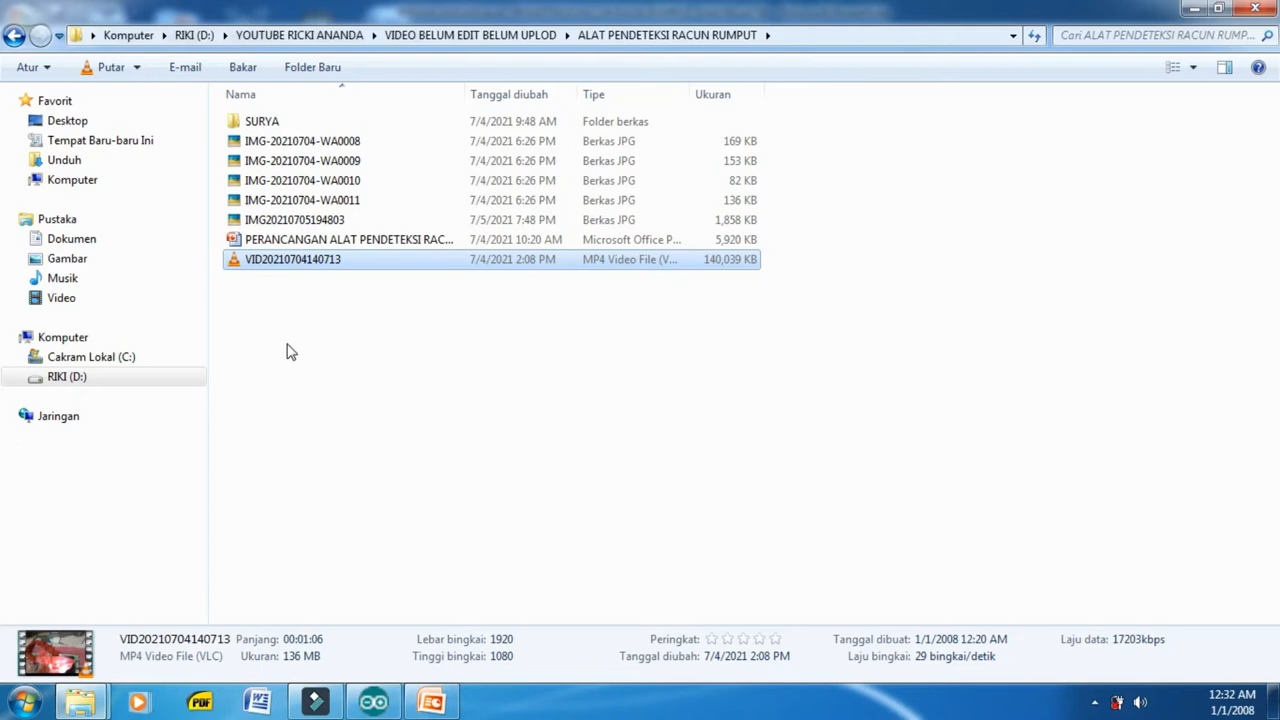 Komputer RIKI (D:) YOUTUBE RICKI ANANDA VIDEO BELUM EDIT BELUM UPLOD ALAT PENDETEKSI RACUN RUMPUT Cari ALAT PENDETEKSI RACUN RUMP...
Atur Putar E-mail Bakar Folder Baru
Nama Tanggal diubah Tipe Ukuran
SURYA 7/4/2021 9:48 AM Folder berkas
IMG-20210704-WA0008 7/4/2021 6:26 PM Berkas JPG 169 KB
IMG-20210704-WA0009 7/4/2021 6:26 PM Berkas JPG 153 KB
IMG-20210704-WA0010 7/4/2021 6:26 PM Berkas JPG 82 KB
IMG-20210704-WA0011 7/4/2021 6:26 PM Berkas JPG 136 KB
IMG20210705194803 7/5/2021 7:48 PM Berkas JPG 1,858 KB
PERANCANGAN ALAT PENDETEKSI RAC... 7/4/2021 10:20 AM Microsoft Office P... 5,920 KB
VID20210704140713 7/4/2021 2:08 PM MP4 Video File (V... 140,039 KB
Favorit
Desktop
Tempat Baru-baru Ini
Unduh
Komputer
Pustaka
Dokumen
Gambar
Musik
Video
Komputer
Cakram Lokal (C:)
RIKI (D:)
Jaringan
VID20210704140713 Panjang: 00:01:06 Lebar bingkai: 1920 Peringkat: Tanggal dibuat: 1/1/2008 12:20 AM Laju data: 17203kbps
MP4 Video File (VLC) Ukuran: 136 MB Tinggi bingkai: 1080 Tanggal diubah: 7/4/2021 2:08 PM Laju bingkai: 29 bingkai/detik
PDF
12:32 AM
1/1/2008